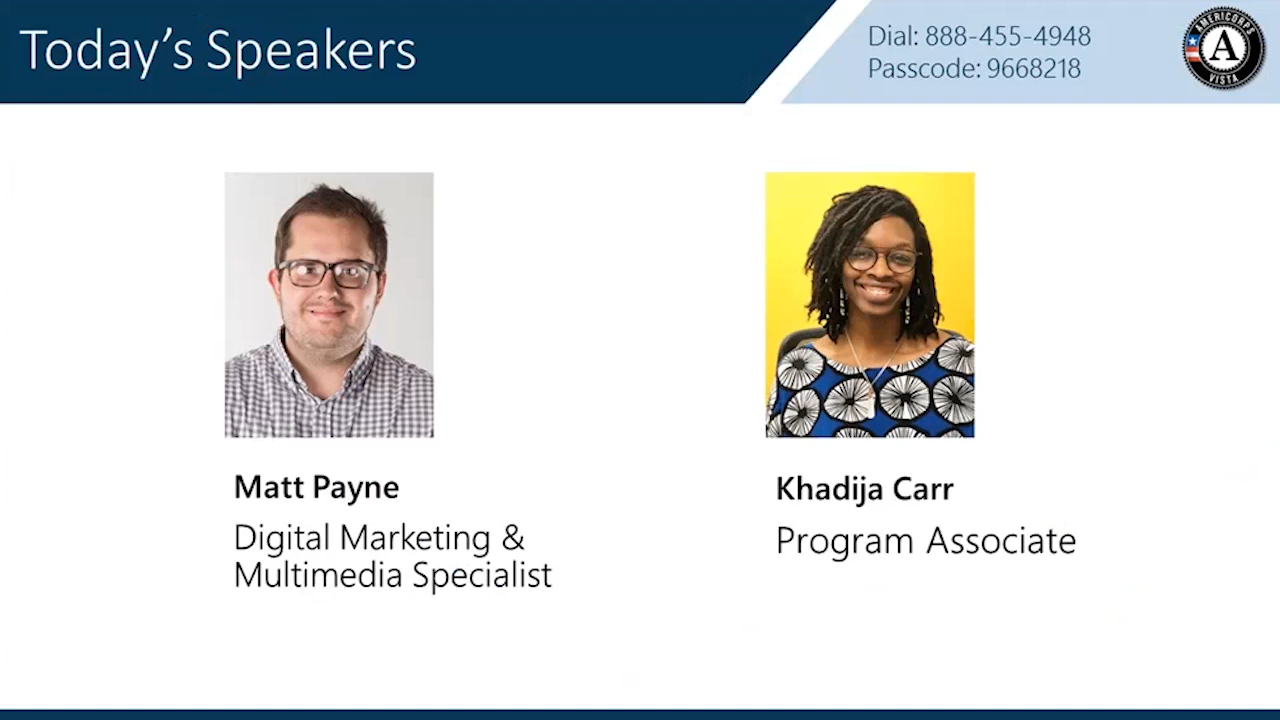 Today's Speakers
Dial: 888-455-4948
Passcode: 9668218
AMERICORPS
A
VISTA
Matt Payne
Digital Marketing &
Multimedia Specialist
Khadija Carr
Program Associate